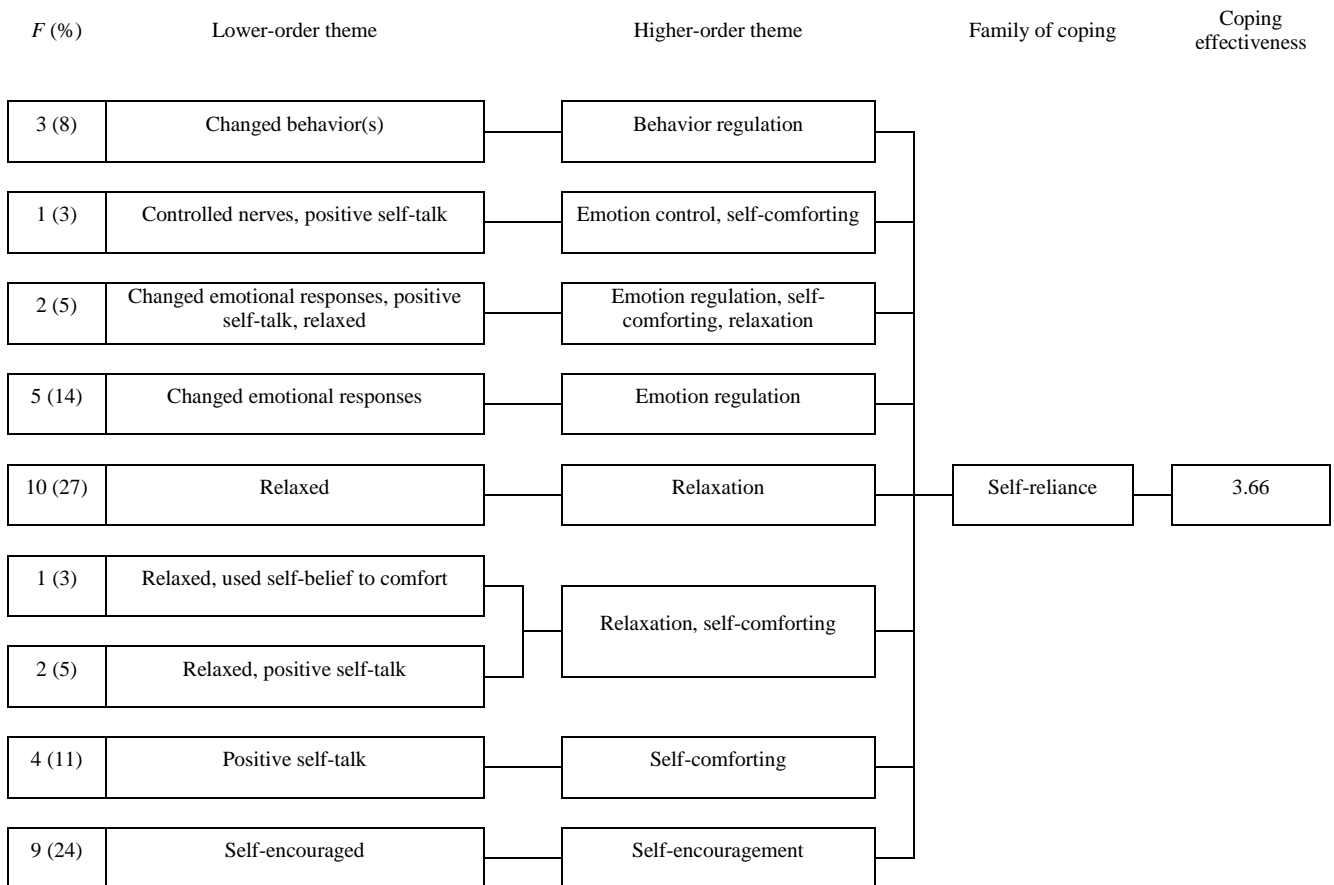 F (%) Lower-order theme Higher-order theme Family of coping Coping
effectiveness
3 (8) Changed behavior(s) Behavior regulation
1 (3) Controlled nerves, positive self-talk Emotion control, self-comforting
2 (5) Changed emotional responses, positive
self-talk, relaxed
Emotion regulation, self-
comforting, relaxation
5 (14) Changed emotional responses Emotion regulation
10 (27) Relaxed Relaxation Self-reliance 3.66
1 (3) Relaxed, used self-belief to comfort
Relaxation, self-comforting
2 (5) Relaxed, positive self-talk
4 (11) Positive self-talk Self-comforting
9 (24) Self-encouraged Self-encouragement